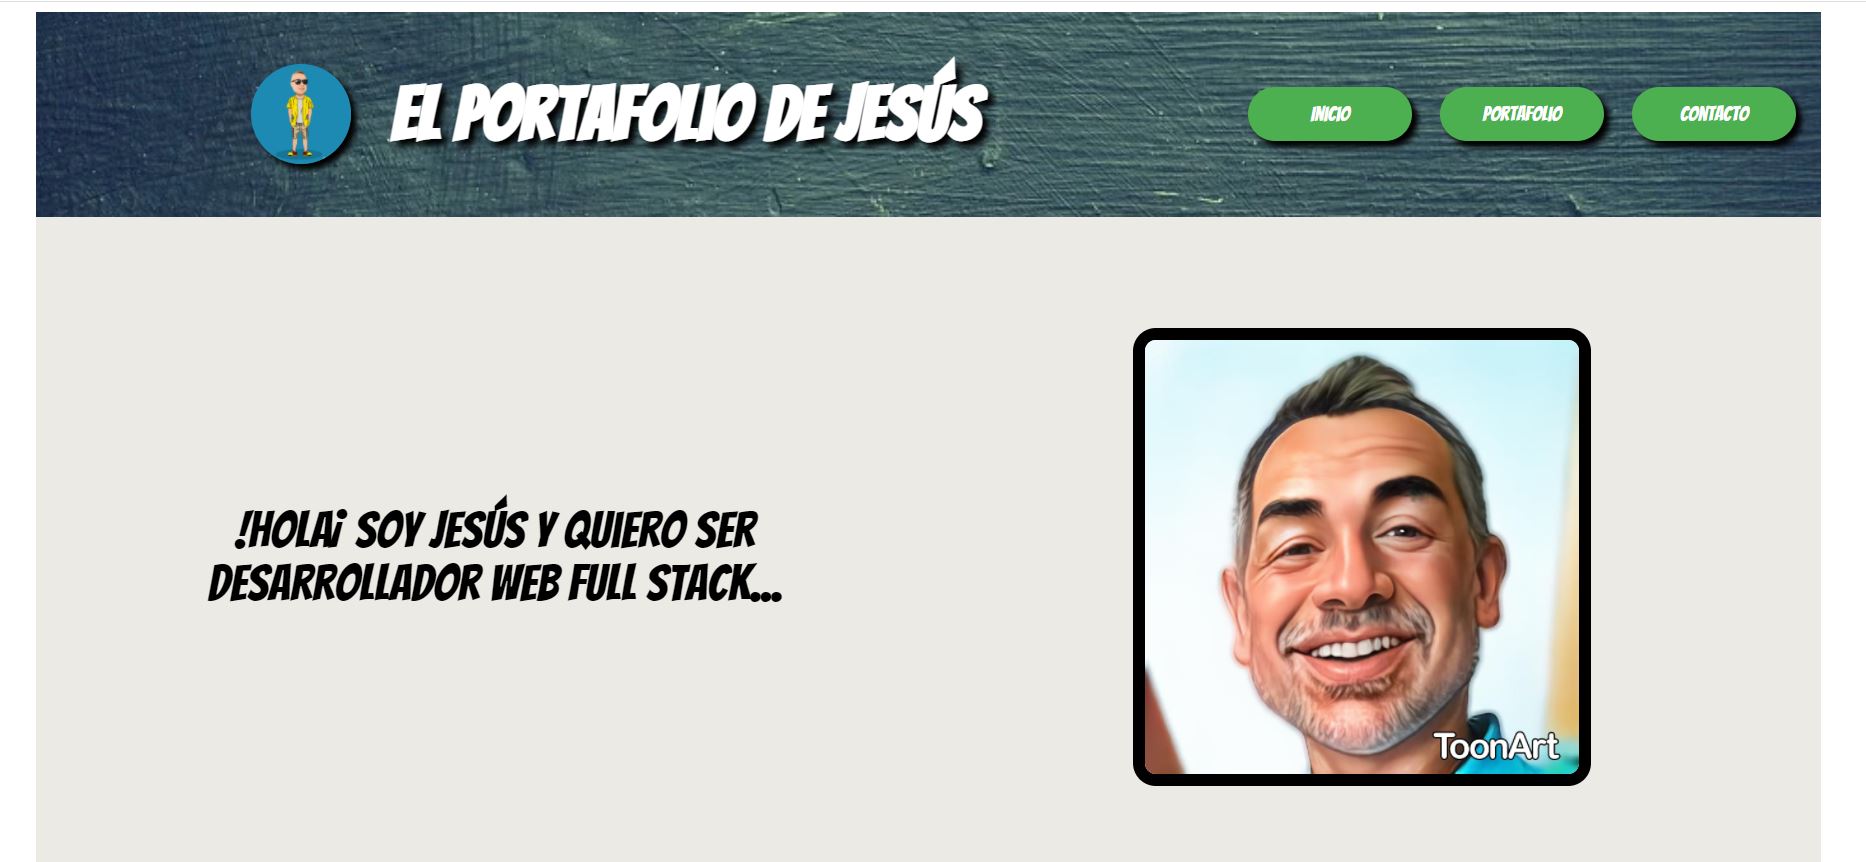 EL PORTAFOLIO DE JESÚS
INICIO
PORTAFOLIO
CONTACTO
!HOLA¡ SOY JESÚS Y QUIERO SER
DESARROLLADOR WEB FULL STACK...
ToonArt